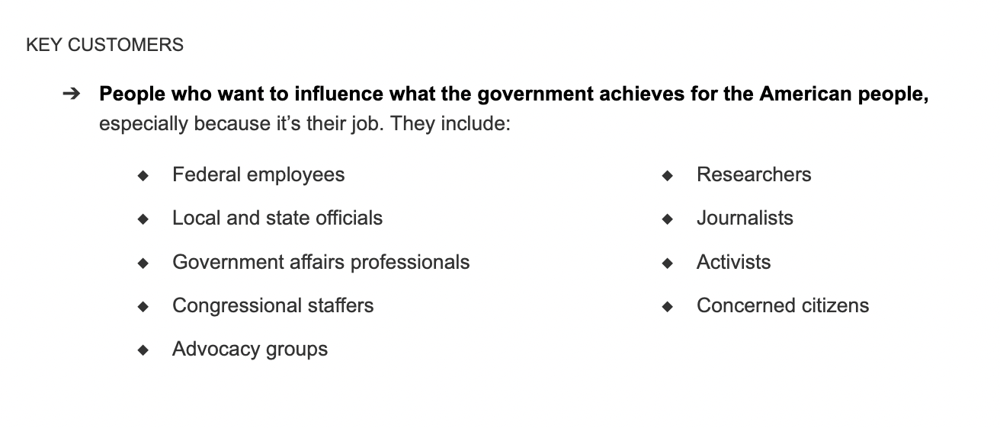 KEY CUSTOMERS
➔ People who want to influence what the government achieves for the American people,
especially because it’s their job. They include:
◆ Federal employees
◆ Local and state officials
◆ Government affairs professionals
◆ Congressional staffers
◆ Advocacy groups
◆ Researchers
◆ Journalists
◆ Activists
◆ Concerned citizens